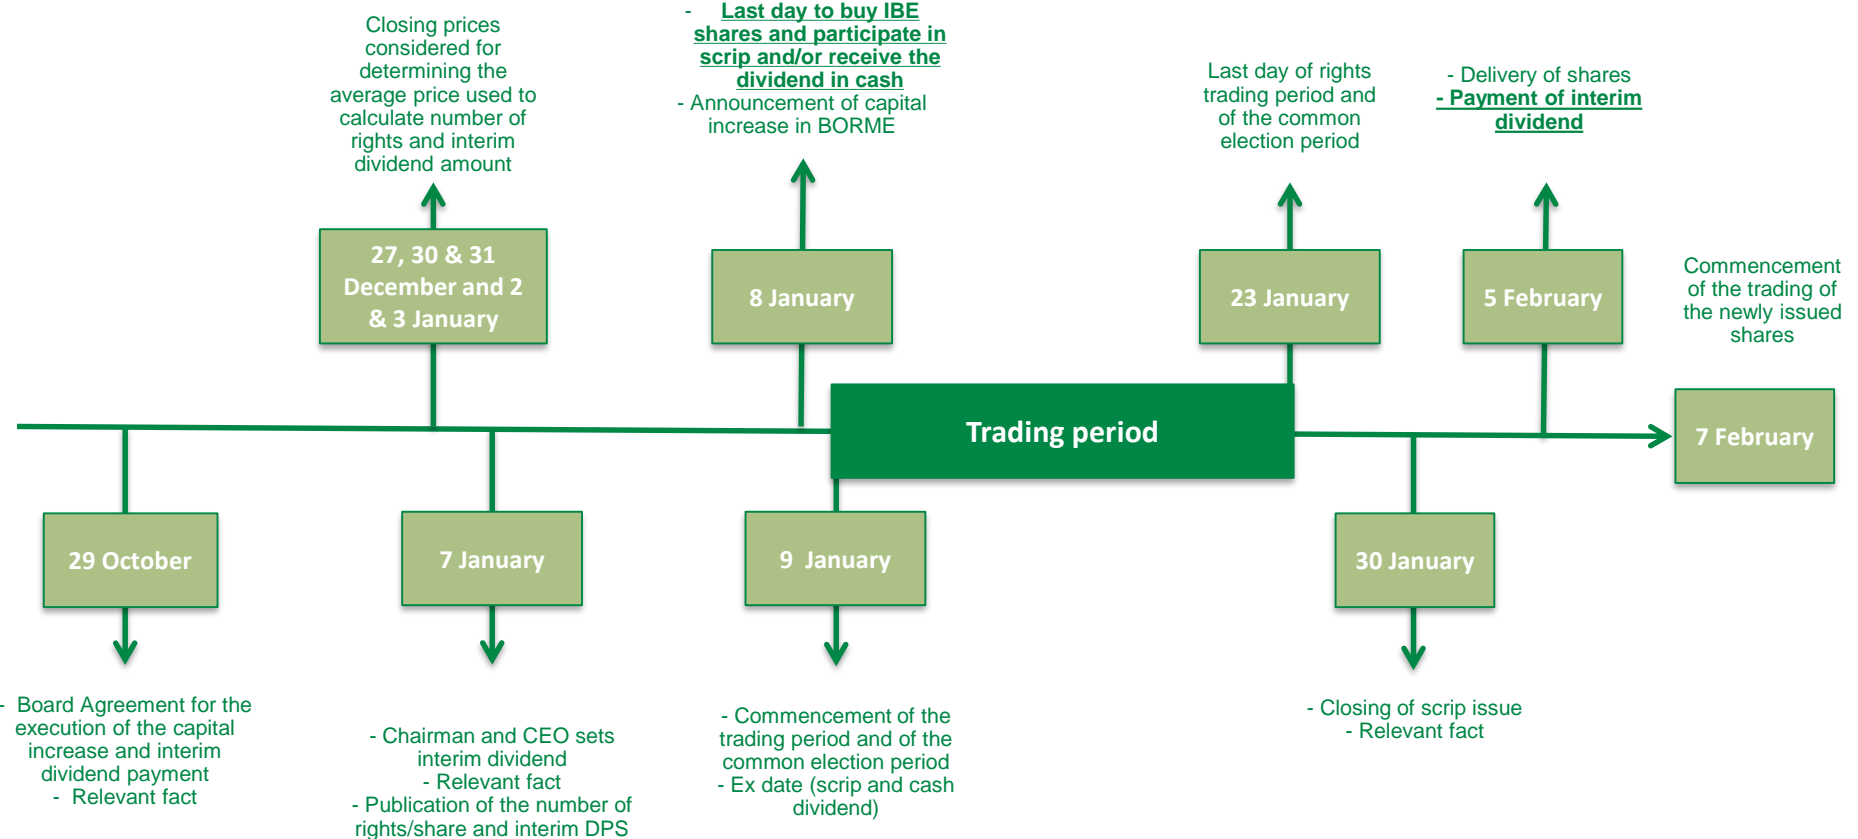 Closing prices
considered for
determining the
average price used to
calculate number of
rights and interim
dividend amount
- Last day to buy IBE
shares and participate in
scrip and/or receive the
dividend in cash
- Announcement of capital
increase in BORME
Last day of rights
trading period and
of the common
election period
- Delivery of shares
- Payment of interim
dividend
27, 30 & 31
December and 2
& 3 January
8 January
23 January
5 February
Commencement
of the trading of
the newly issued
shares
Trading period
7 February
29 October
7 January
9 January
30 January
- Board Agreement for the
execution of the capital
increase and interim
dividend payment
- Relevant fact
- Chairman and CEO sets
interim dividend
- Relevant fact
- Publication of the number of
rights/share and interim DPS
- Commencement of the
trading period and of the
common election period
- Ex date (scrip and cash
dividend)
- Closing of scrip issue
- Relevant fact